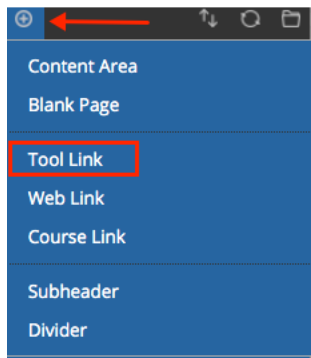 Content Area
Blank Page
Tool Link
Web Link
Course Link
Subheader
Divider